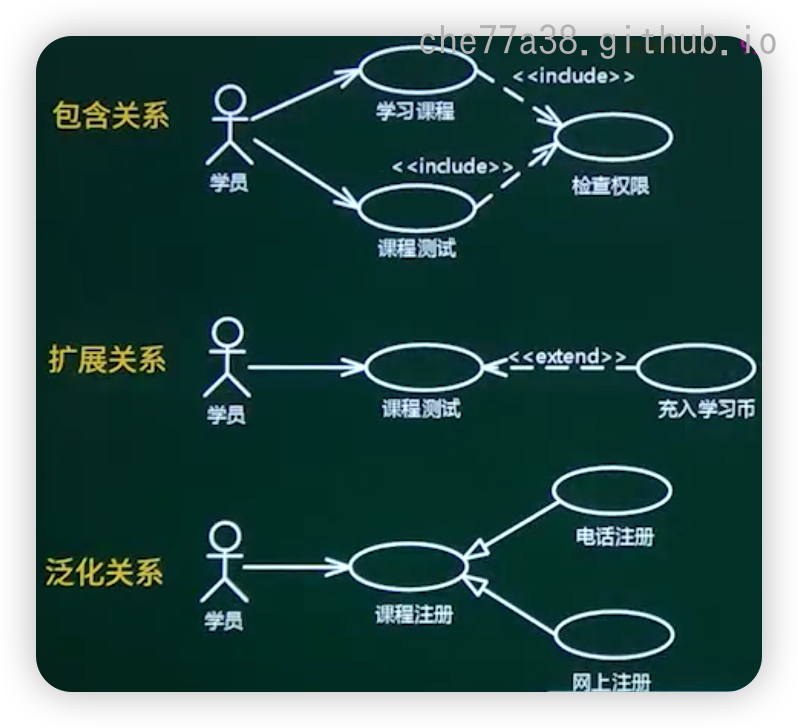 che77a38.github.io
<<include>>
包含关系
学习课程
学员
<<include>>
检查权限
课程测试
扩展关系
<<extend>>
学员
课程测试
充入学习币
电话注册
泛化关系
学员
课程注册
网上注册